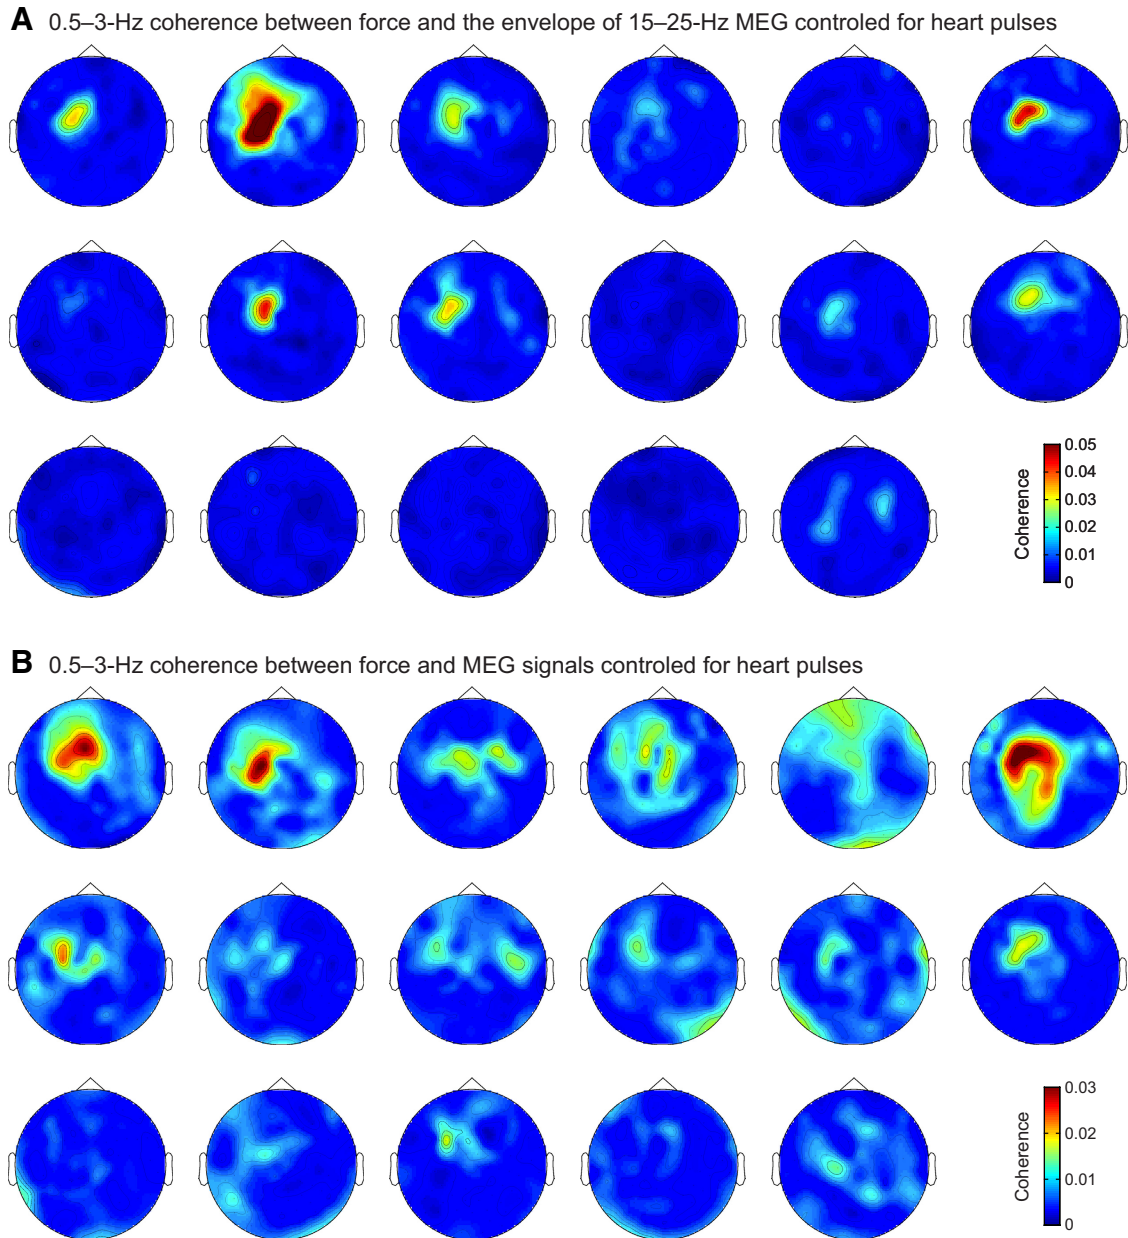 A 0.5–3-Hz coherence between force and the envelope of 15–25-Hz MEG controled for heart pulses
Coherence
0.05
0.04
0.03
0.02
0.01
0
B 0.5–3-Hz coherence between force and MEG signals controled for heart pulses
Coherence
0.03
0.02
0.01
0